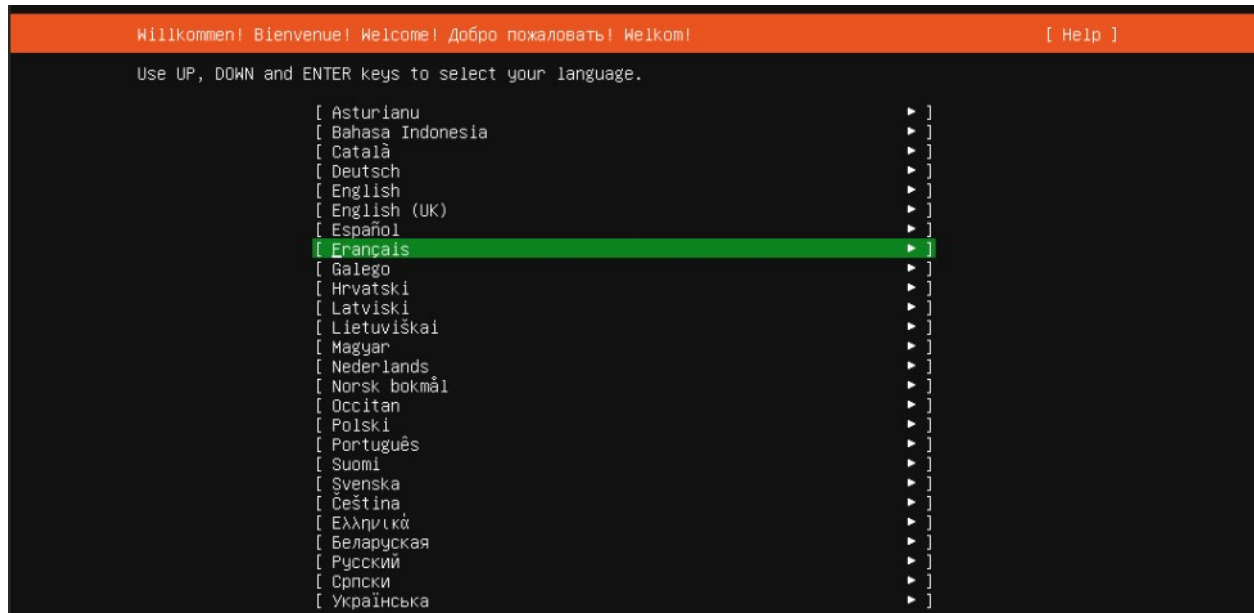 Willkommen! Bienvenue! Welcome! Добро пожаловать! Welkom! [ Help ]
Use UP, DOWN and ENTER keys to select your language.
[ Asturianu ► ]
[ Bahasa Indonesia ► ]
[ Català ► ]
[ Deutsch ► ]
[ English ► ]
[ English (UK) ► ]
[ Español ► ]
[ Français ► ]
[ Galego ► ]
[ Hrvatski ► ]
[ Latviski ► ]
[ Lietuviškai ► ]
[ Magyar ► ]
[ Nederlands ► ]
[ Norsk bokmål ► ]
[ Occitan ► ]
[ Polski ► ]
[ Português ► ]
[ Suomi ► ]
[ Svenska ► ]
[ Čeština ► ]
[ Ελληνικά ► ]
[ Беларуская ► ]
[ Русский ► ]
[ Српски ► ]
[ Українська ► ]